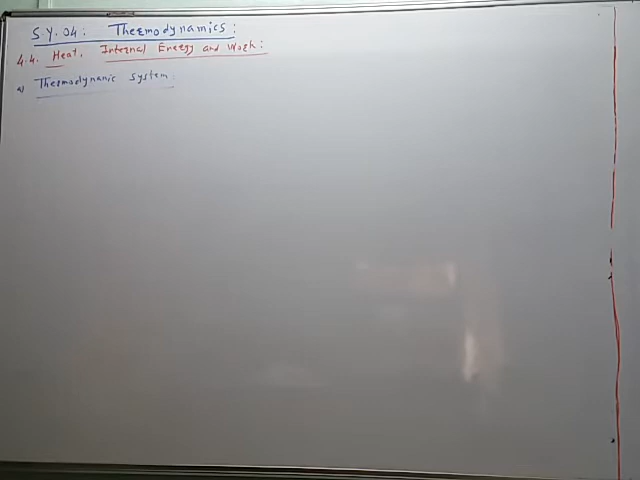 S.Y. 04: Thermodynamics:
4.4. Heat, Internal Energy and Work:
a) Thermodynamic system: